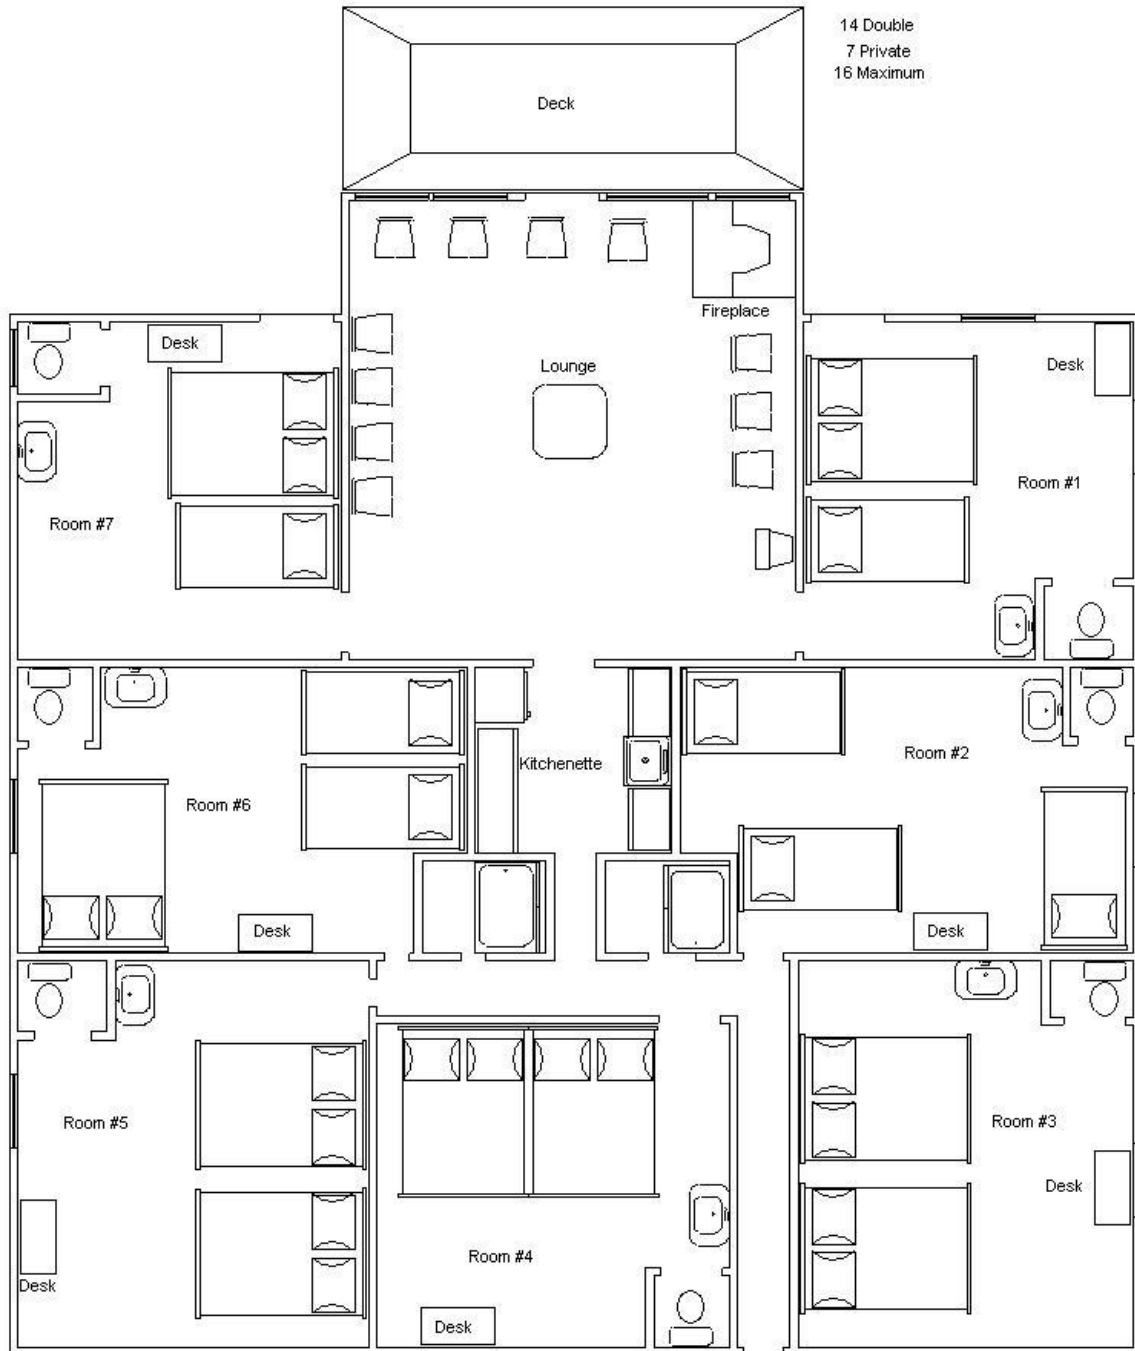 14 Double
7 Private
16 Maximum
Deck
Fireplace
Desk
Lounge
Desk
Room #1
Room #7
Room #2
Kitchenette
Room #6
Desk
Desk
Room #5
Room #3
Desk
Room #4
Desk
Desk